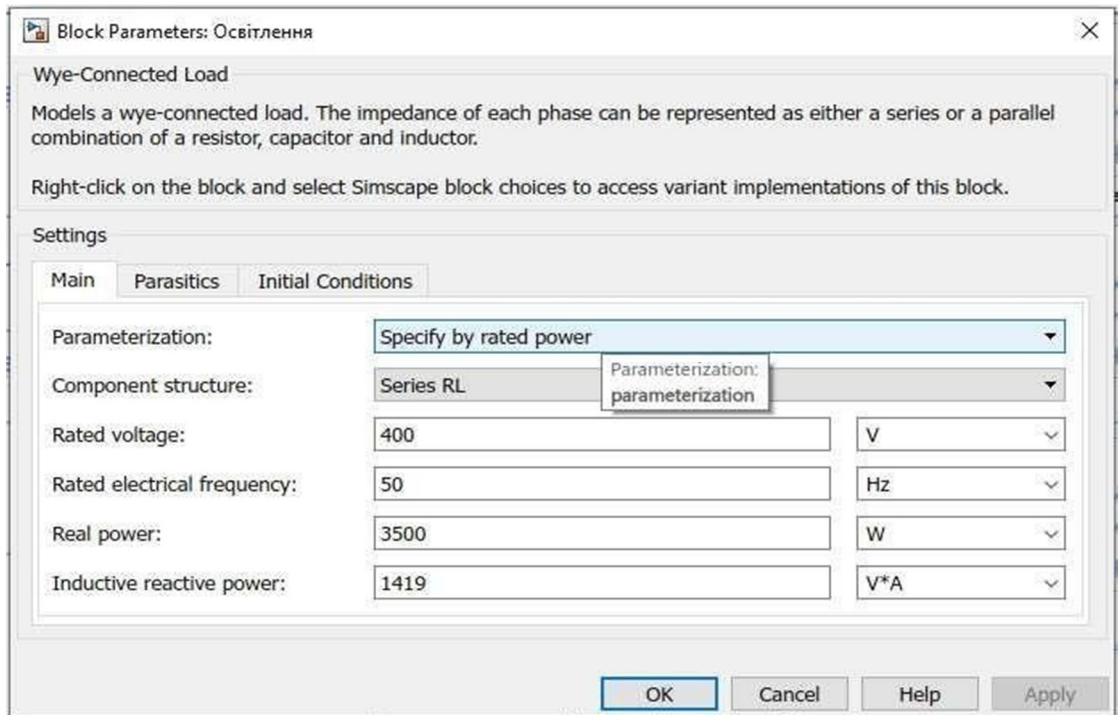 Block Parameters: Освітлення
Wye-Connected Load
Models a wye-connected load. The impedance of each phase can be represented as either a series or a parallel
combination of a resistor, capacitor and inductor.
Right-click on the block and select Simscape block choices to access variant implementations of this block.
Settings
Main Parasitics Initial Conditions
Parameterization: Specify by rated power
Parameterization:
Component structure: Series RL
parameterization
Rated voltage: 400 V
Rated electrical frequency: 50 Hz
Real power: 3500 W
Inductive reactive power: 1419 V*A
OK Cancel Help Apply